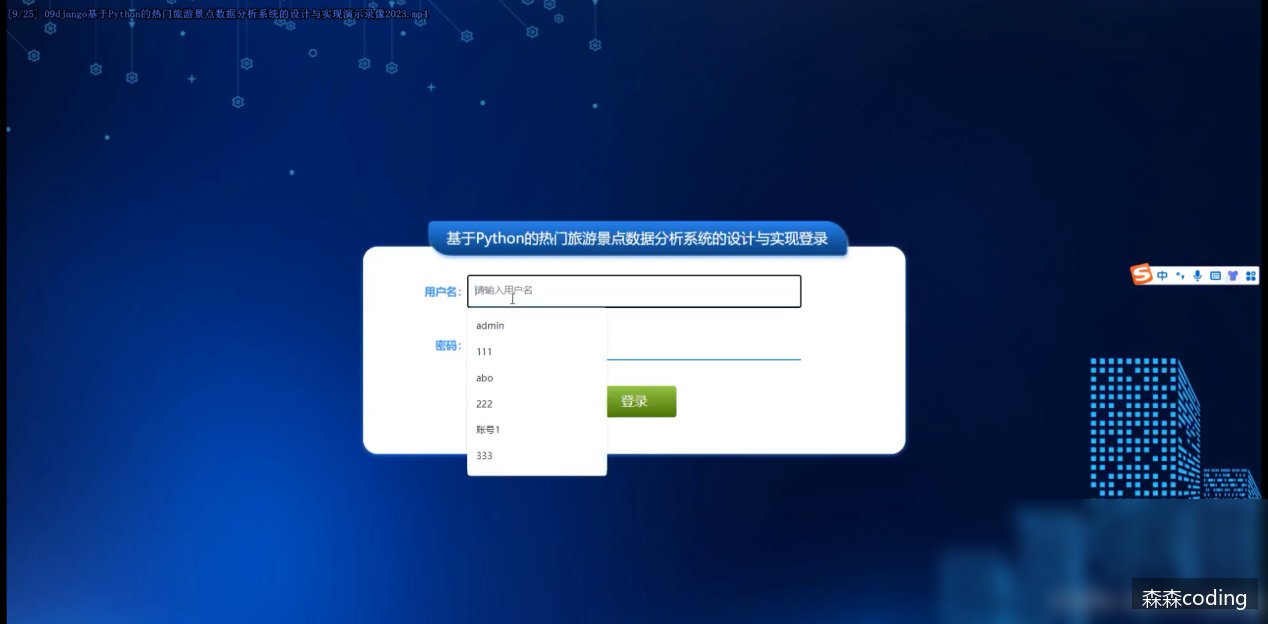 [9/25] 09django基于Python的热门旅游景点数据分析系统的设计与实现演示录像2023.mp4
基于Python的热门旅游景点数据分析系统的设计与实现登录
用户名：
请输入用户名
admin
密码：
111
abo
222
登录
账号1
333
中
森森coding